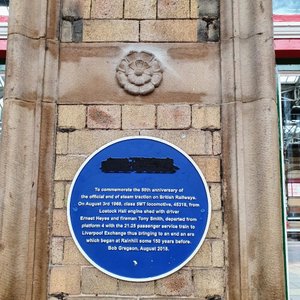 To commemorate the 50th anniversary of
the official end of steam traction on British Railways.
On August 3rd 1968, class 5MT locomotive, 45318, from
Lostock Hall engine shed with driver
Ernest Heyes and fireman Tony Smith, departed from
platform 4 with the 21.25 passenger service train to
Liverpool Exchange thus bringing to an end an era
which began at Rainhill some 150 years before.
Bob Gregson, August 2018.